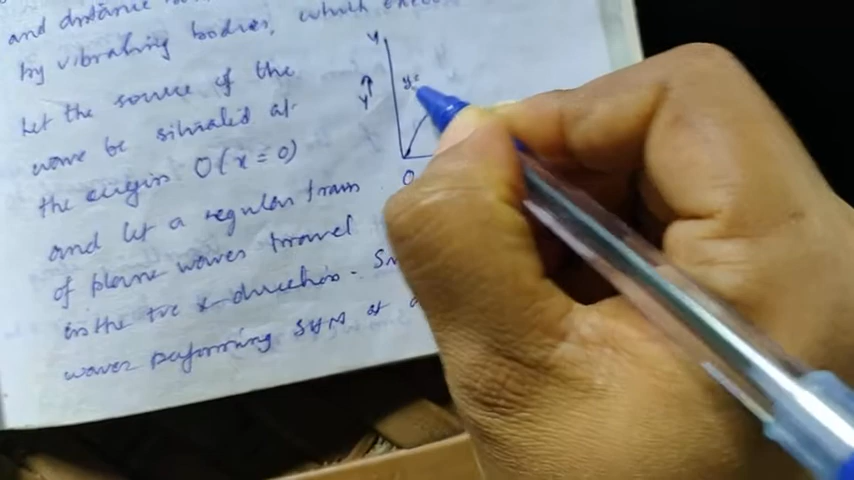 and distance
by vibrating bodies, which
Let the source of the
wave be situated at
the origin O(x = 0)
and let a regular train
of plane waves travel
in the +ve x-direction.
waves performing SHM at
Y
y=
Y
O